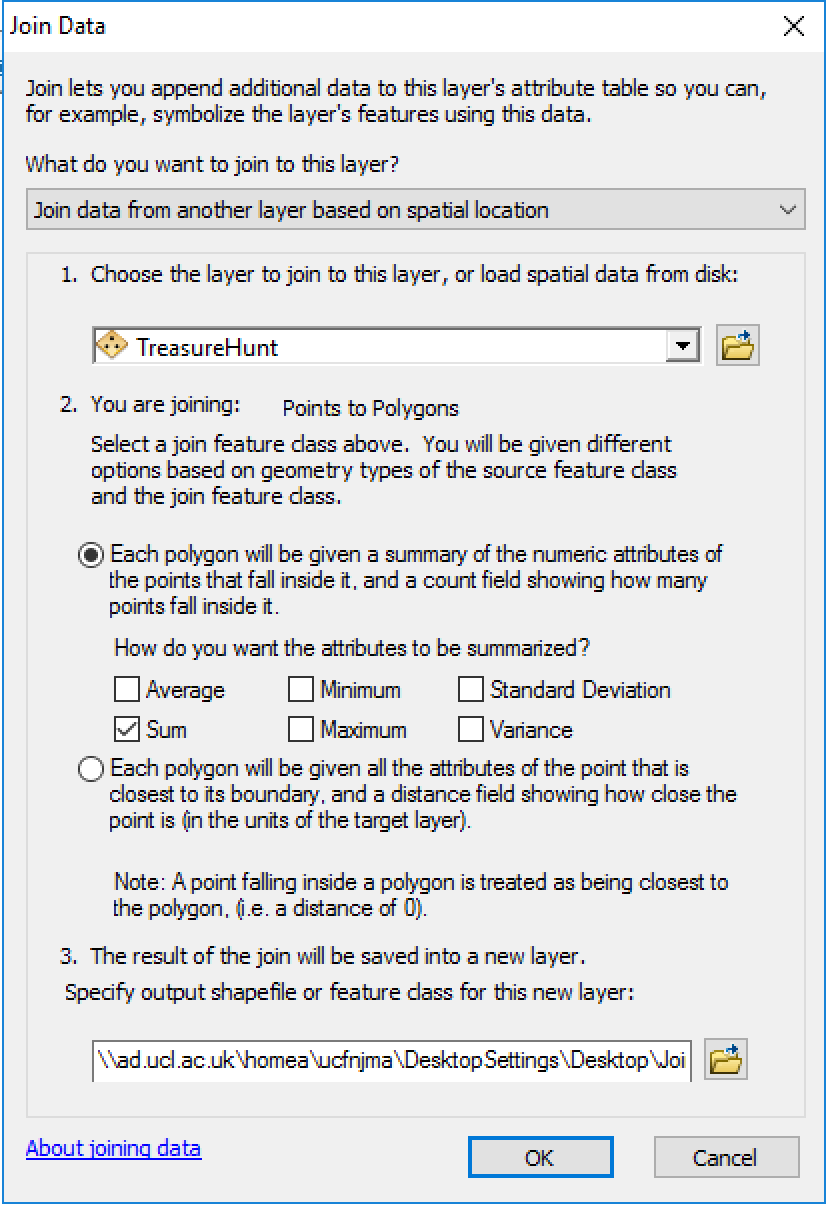 Join Data
Join lets you append additional data to this layer's attribute table so you can,
for example, symbolize the layer's features using this data.
What do you want to join to this layer?
Join data from another layer based on spatial location
1. Choose the layer to join to this layer, or load spatial data from disk:
TreasureHunt
2. You are joining: Points to Polygons
Select a join feature class above. You will be given different
options based on geometry types of the source feature class
and the join feature class.
Each polygon will be given a summary of the numeric attributes of
the points that fall inside it, and a count field showing how many
points fall inside it.
How do you want the attributes to be summarized?
Average Minimum Standard Deviation
Sum Maximum Variance
Each polygon will be given all the attributes of the point that is
closest to its boundary, and a distance field showing how close the
point is (in the units of the target layer).
Note: A point falling inside a polygon is treated as being closest to
the polygon, (i.e. a distance of 0).
3. The result of the join will be saved into a new layer.
Specify output shapefile or feature class for this new layer:
\\ad.ucl.ac.uk\homea\ucfnjma\DesktopSettings\Desktop\Joi
About joining data OK Cancel